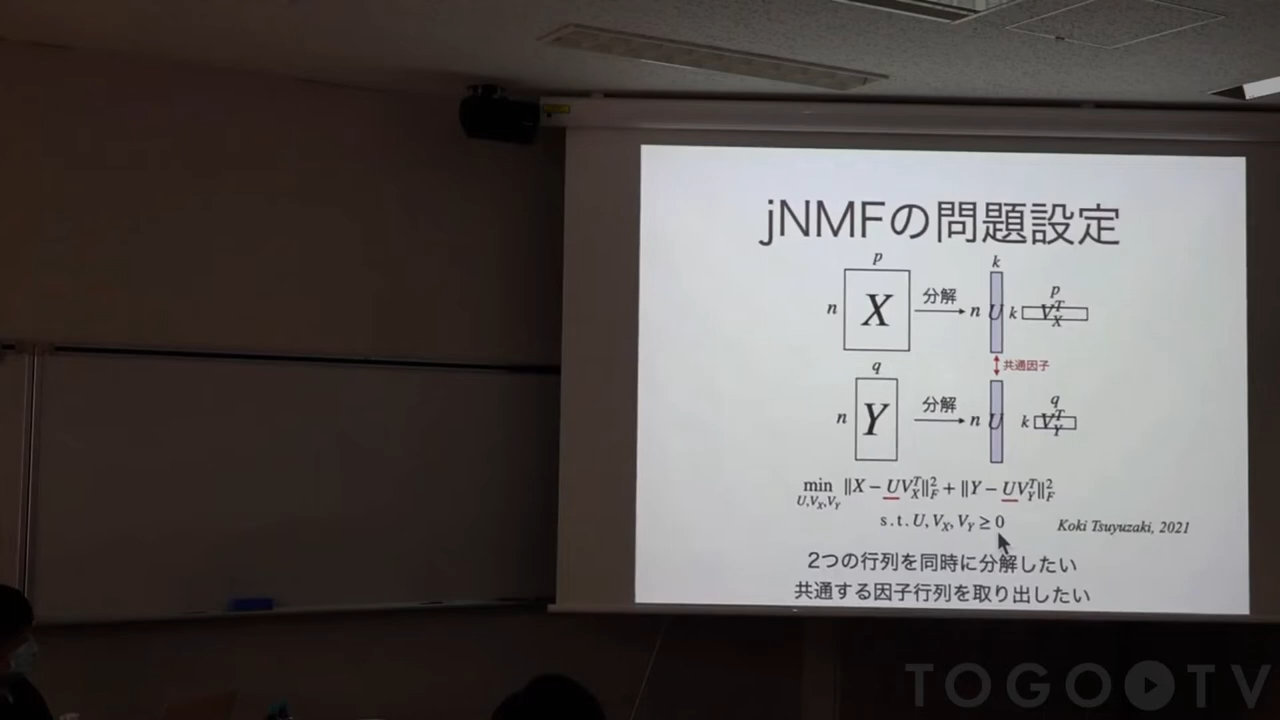 jNMFの問題設定
p
n X 分解 n U k
k
p
V_X^T
共通因子
q
n Y 分解 n U k
q
V_Y^T
min ‖X − UV_X^T‖_F^2 + ‖Y − UV_Y^T‖_F^2
U,V_X,V_Y
s.t. U, V_X, V_Y ≥ 0
Koki Tsuyuzaki, 2021
2つの行列を同時に分解したい
共通する因子行列を取り出したい
TOGO TV